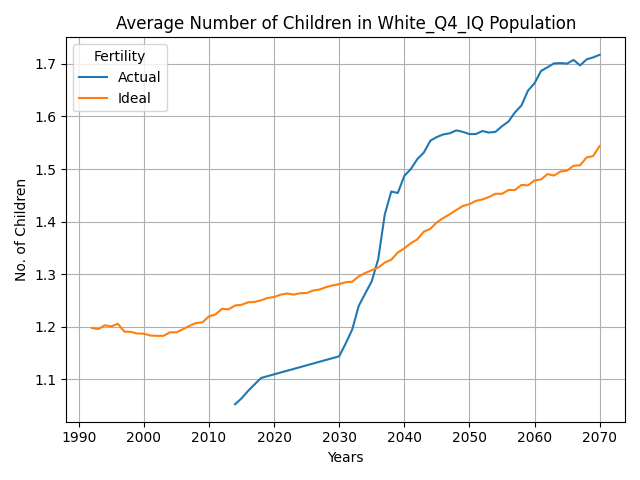 Average Number of Children in White_Q4_IQ Population
Fertility
Actual
Ideal
No. of Children
1.7
1.6
1.5
1.4
1.3
1.2
1.1
1990 2000 2010 2020 2030 2040 2050 2060 2070
Years